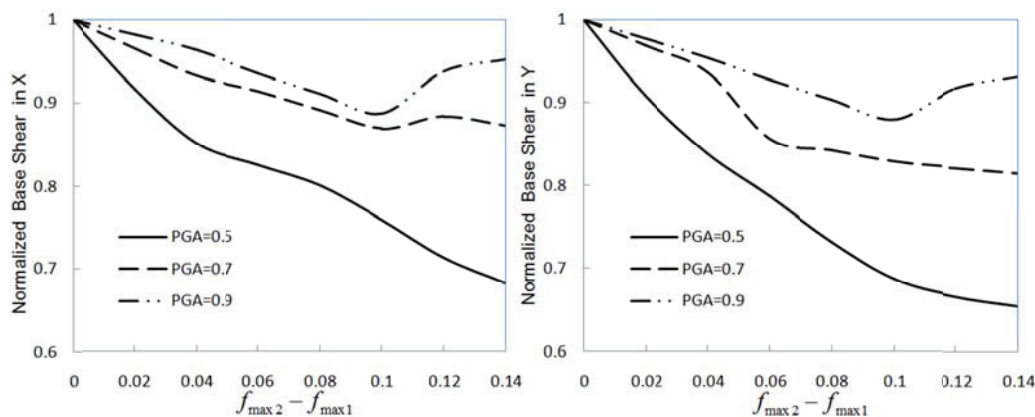 Normalized Base Shear in X
1
0.9
0.8
0.7
0.6
PGA=0.5
PGA=0.7
PGA=0.9
0 0.02 0.04 0.06 0.08 0.1 0.12 0.14
f max 2 − f max1
Normalized Base Shear in Y
1
0.9
0.8
0.7
0.6
PGA=0.5
PGA=0.7
PGA=0.9
0 0.02 0.04 0.06 0.08 0.1 0.12 0.14
f max 2 − f max1